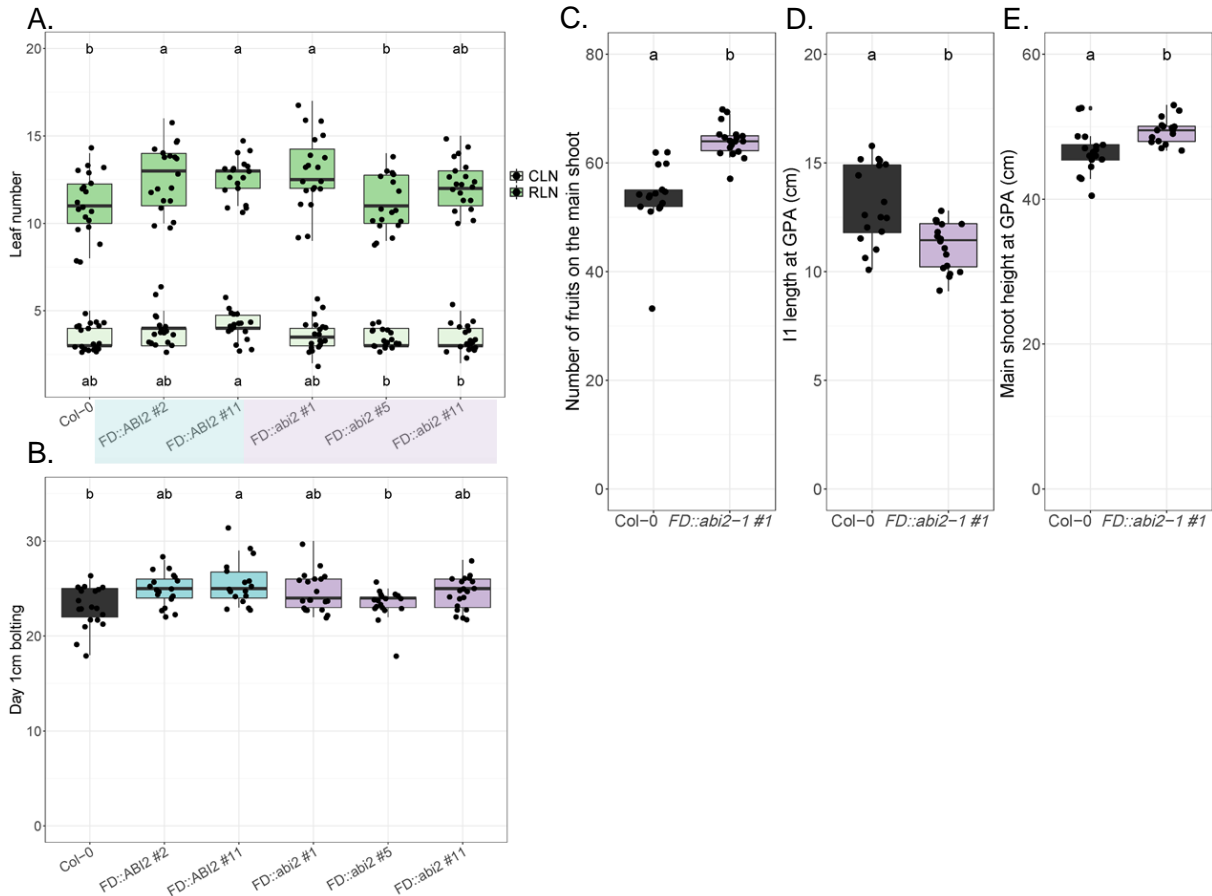 A.
20
15
10
5
Leaf number
b a a a b ab
ab ab a a b b
Col−0 FD::ABI2 #2 FD::ABI2 #11 FD::abi2 #1 FD::abi2 #5 FD::abi2 #11
CLN
RLN
B.
30
20
10
0
Day 1cm bolting
b ab a ab b ab
Col−0 FD::ABI2 #2 FD::ABI2 #11 FD::abi2 #1 FD::abi2 #5 FD::abi2 #11
C.
80
60
40
20
0
Number of fruits on the main shoot
a b
Col−0 FD::abi2−1 #1
D.
20
15
10
5
0
I1 length at GPA (cm)
a b
Col−0 FD::abi2−1 #1
E.
60
40
20
0
Main shoot height at GPA (cm)
a b
Col−0 FD::abi2−1 #1